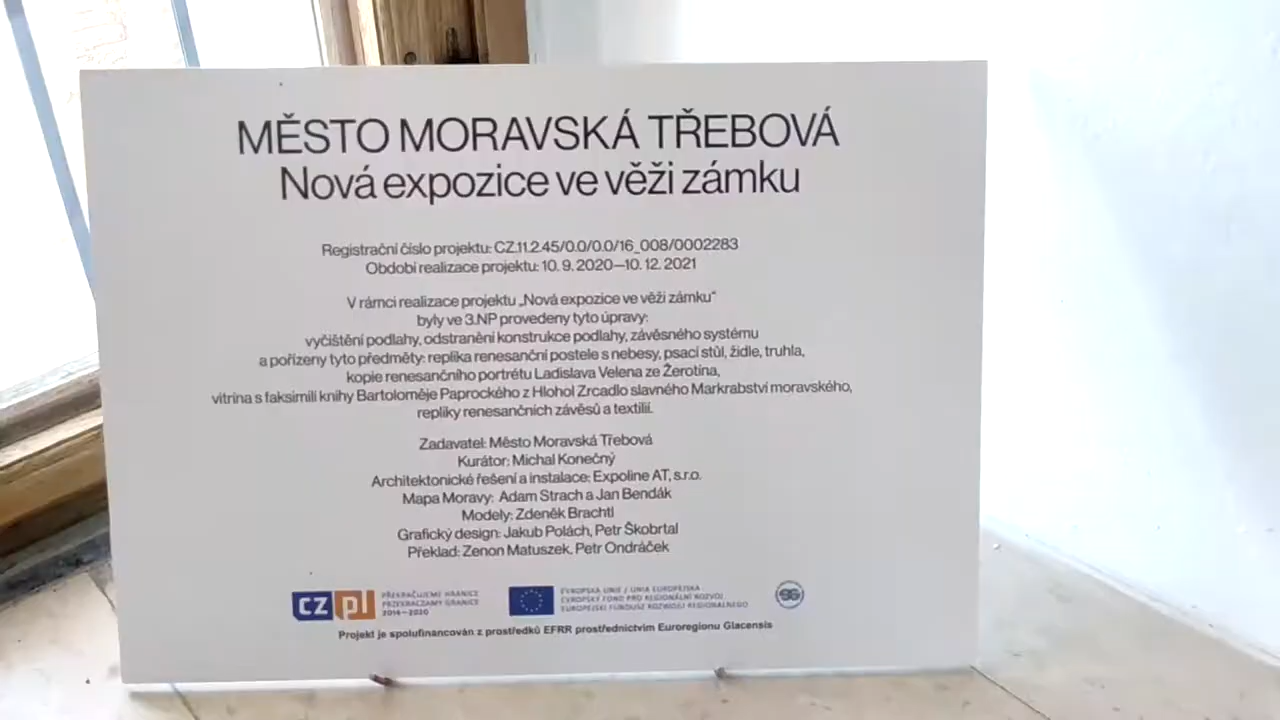 MĚSTO MORAVSKÁ TŘEBOVÁ
Nová expozice ve věži zámku
Registrační číslo projektu: CZ.11.2.45/0.0/0.0/16_008/0002283
Období realizace projektu: 10. 9. 2020—10. 12. 2021
V rámci realizace projektu „Nová expozice ve věži zámku“
byly ve 3.NP provedeny tyto úpravy:
vyčištění podlahy, odstranění konstrukce podlahy, závěsného systému
a pořízeny tyto předměty: replika renesanční postele s nebesy, psací stůl, židle, truhla,
kopie renesančního portrétu Ladislava Velena ze Žerotína,
vitrína s faksimilí knihy Bartoloměje Paprockého z Hlohol Zrcadlo slavného Markrabství moravského,
repliky renesančních závěsů a textilií.
Zadavatel: Město Moravská Třebová
Kurátor: Michal Konečný
Architektonické řešení a instalace: Expoline AT, s.r.o.
Mapa Moravy: Adam Strach a Jan Bendák
Modely: Zdeněk Brachtl
Grafický design: Jakub Polách, Petr Škobrtal
Překlad: Zenon Matuszek, Petr Ondráček
CZ pl
PŘEKRAČUJEME HRANICE
PRZEKRACZAMY GRANICE
2014—2020
EVROPSKÁ UNIE / UNIA EUROPEJSKA
EVROPSKÝ FOND PRO REGIONÁLNÍ ROZVOJ
EUROPEJSKI FUNDUSZ ROZWOJU REGIONALNEGO
Projekt je spolufinancován z prostředků EFRR prostřednictvím Euroregionu Glacensis